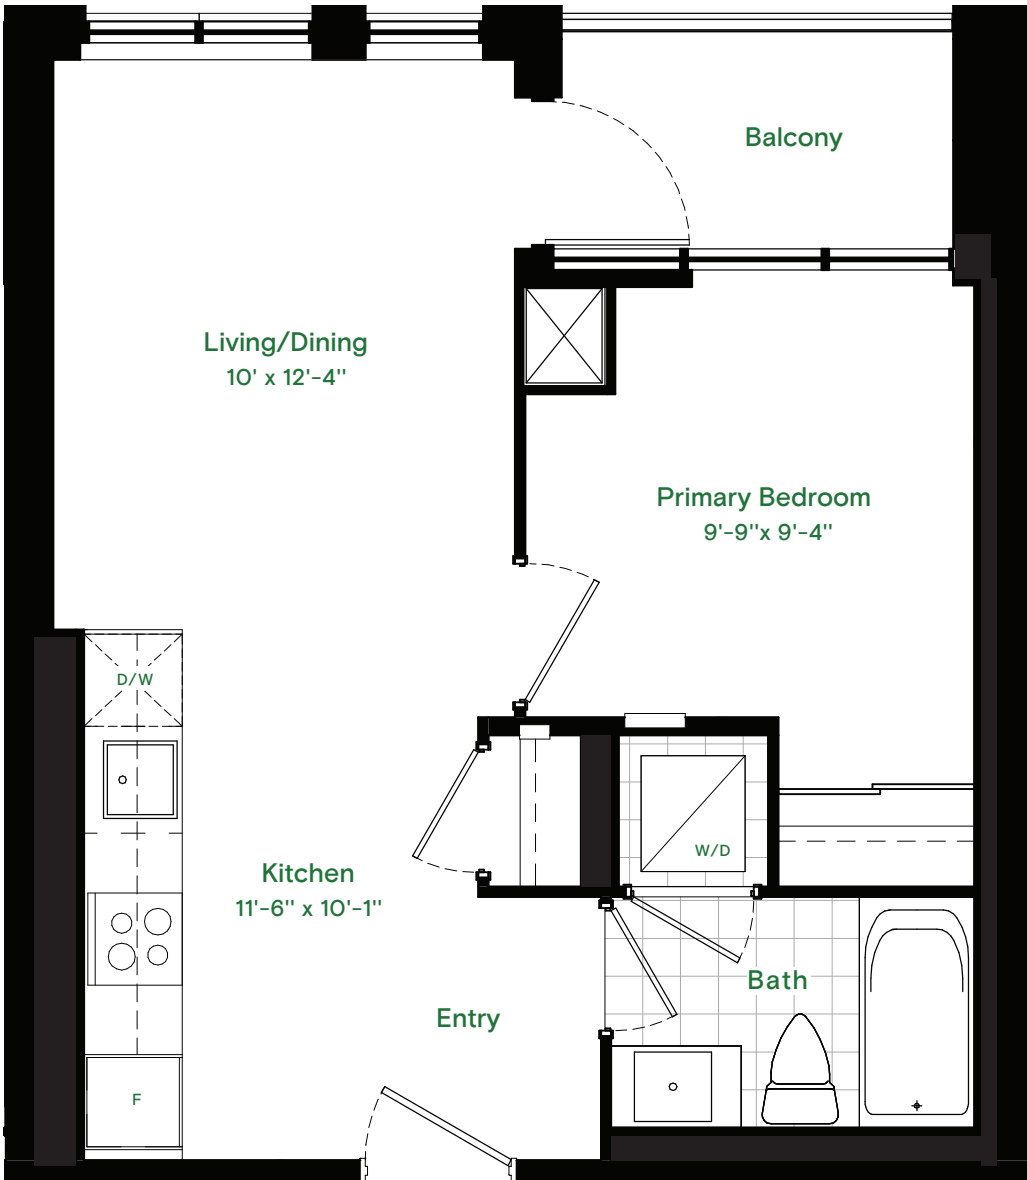 Balcony
Living/Dining
10' x 12'-4"
Primary Bedroom
9'-9"x 9'-4"
D/W
W/D
Kitchen
11'-6" x 10'-1"
Bath
Entry
F